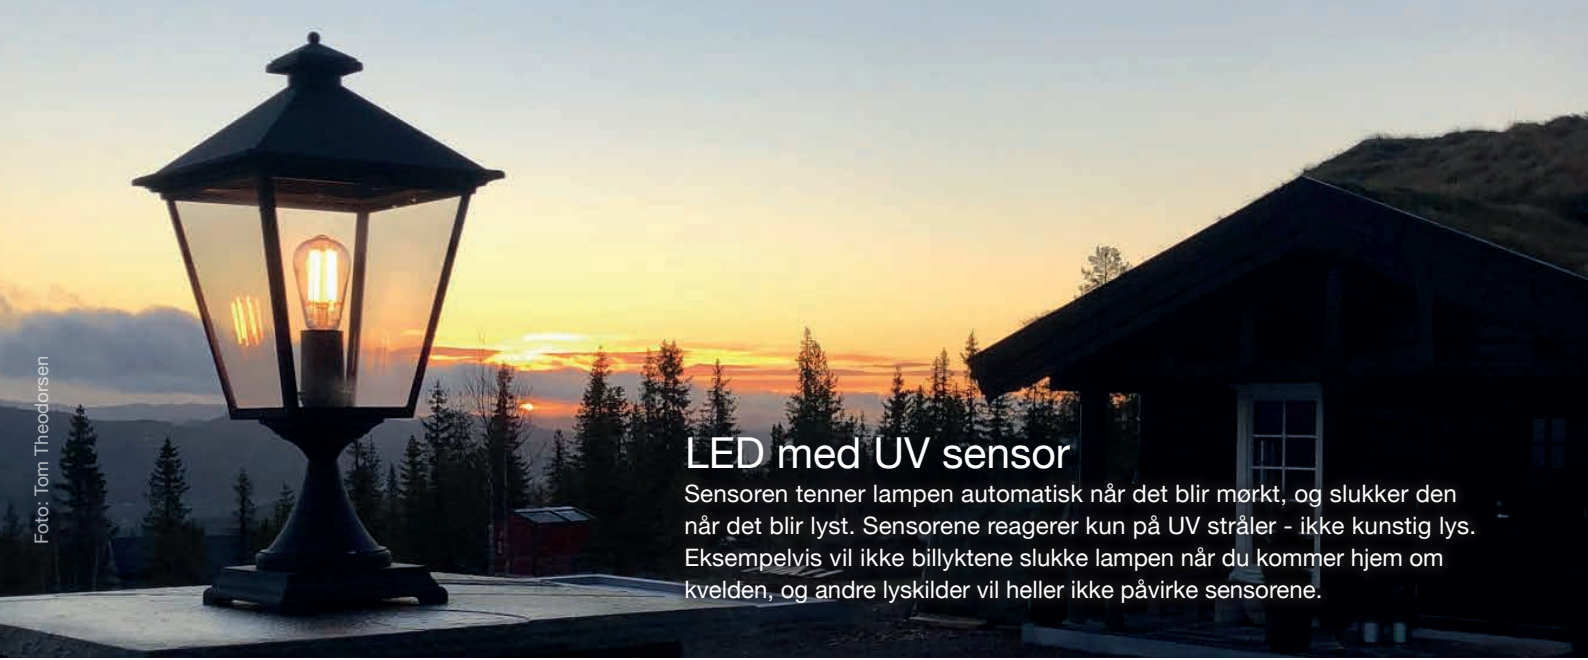 Foto: Tom Theodorsen
LED med UV sensor
Sensoren tenner lampen automatisk når det blir mørkt, og slukker den
når det blir lyst. Sensorene reagerer kun på UV stråler - ikke kunstig lys.
Eksempelvis vil ikke billyktene slukke lampen når du kommer hjem om
kvelden, og andre lyskilder vil heller ikke påvirke sensorene.